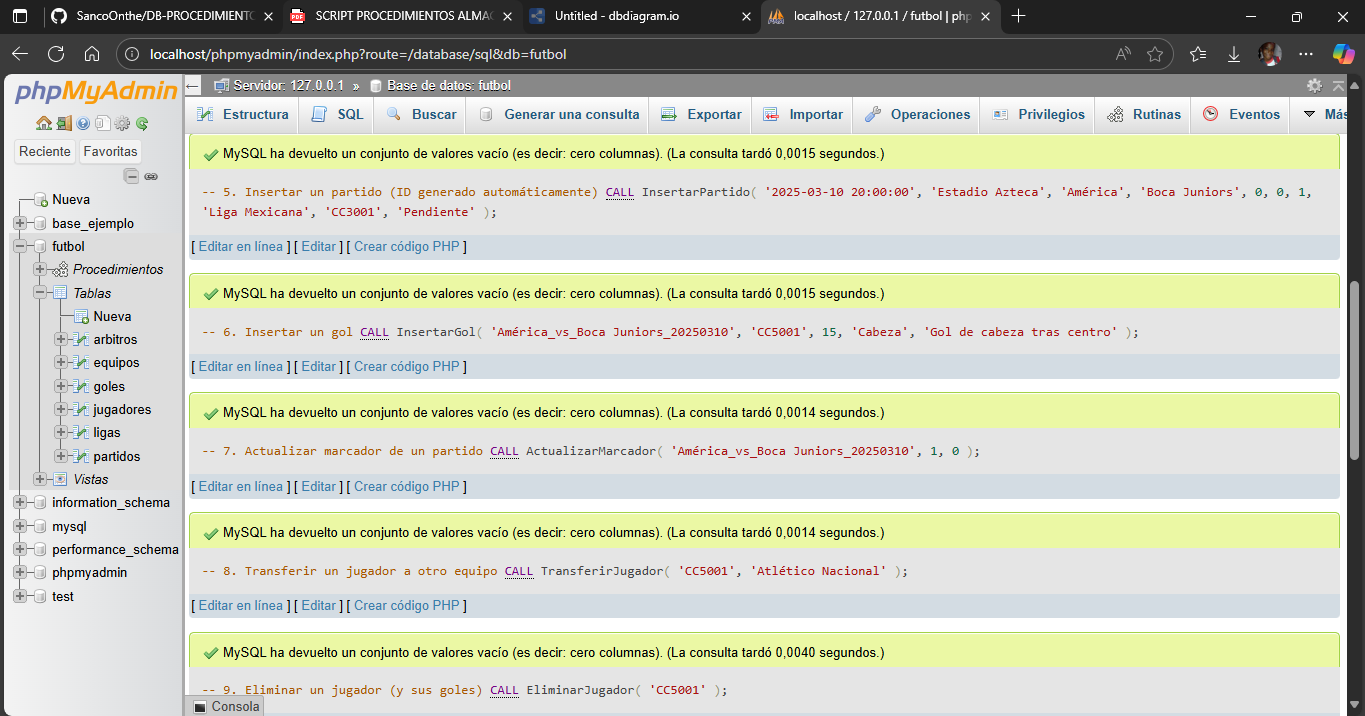 SancoOnthe/DB-PROCEDIMIENTO
SCRIPT PROCEDIMIENTOS ALMA
Untitled - dbdiagram.io
localhost / 127.0.0.1 / futbol | php
localhost/phpmyadmin/index.php?route=/database/sql&db=futbol
phpMyAdmin
Reciente
Favoritas
Nueva
base_ejemplo
futbol
Procedimientos
Tablas
Nueva
arbitros
equipos
goles
jugadores
ligas
partidos
Vistas
information_schema
mysql
performance_schema
phpmyadmin
test
Servidor: 127.0.0.1 » Base de datos: futbol
Estructura
SQL
Buscar
Generar una consulta
Exportar
Importar
Operaciones
Privilegios
Rutinas
Eventos
Más
MySQL ha devuelto un conjunto de valores vacío (es decir: cero columnas). (La consulta tardó 0,0015 segundos.)
-- 5. Insertar un partido (ID generado automáticamente) CALL InsertarPartido( '2025-03-10 20:00:00', 'Estadio Azteca', 'América', 'Boca Juniors', 0, 0, 1,
'Liga Mexicana', 'CC3001', 'Pendiente' );
[ Editar en línea ] [ Editar ] [ Crear código PHP ]
MySQL ha devuelto un conjunto de valores vacío (es decir: cero columnas). (La consulta tardó 0,0015 segundos.)
-- 6. Insertar un gol CALL InsertarGol( 'América_vs_Boca Juniors_20250310', 'CC5001', 15, 'Cabeza', 'Gol de cabeza tras centro' );
[ Editar en línea ] [ Editar ] [ Crear código PHP ]
MySQL ha devuelto un conjunto de valores vacío (es decir: cero columnas). (La consulta tardó 0,0014 segundos.)
-- 7. Actualizar marcador de un partido CALL ActualizarMarcador( 'América_vs_Boca Juniors_20250310', 1, 0 );
[ Editar en línea ] [ Editar ] [ Crear código PHP ]
MySQL ha devuelto un conjunto de valores vacío (es decir: cero columnas). (La consulta tardó 0,0014 segundos.)
-- 8. Transferir un jugador a otro equipo CALL TransferirJugador( 'CC5001', 'Atlético Nacional' );
[ Editar en línea ] [ Editar ] [ Crear código PHP ]
MySQL ha devuelto un conjunto de valores vacío (es decir: cero columnas). (La consulta tardó 0,0040 segundos.)
-- 9. Eliminar un jugador (y sus goles) CALL EliminarJugador( 'CC5001' );
Consola